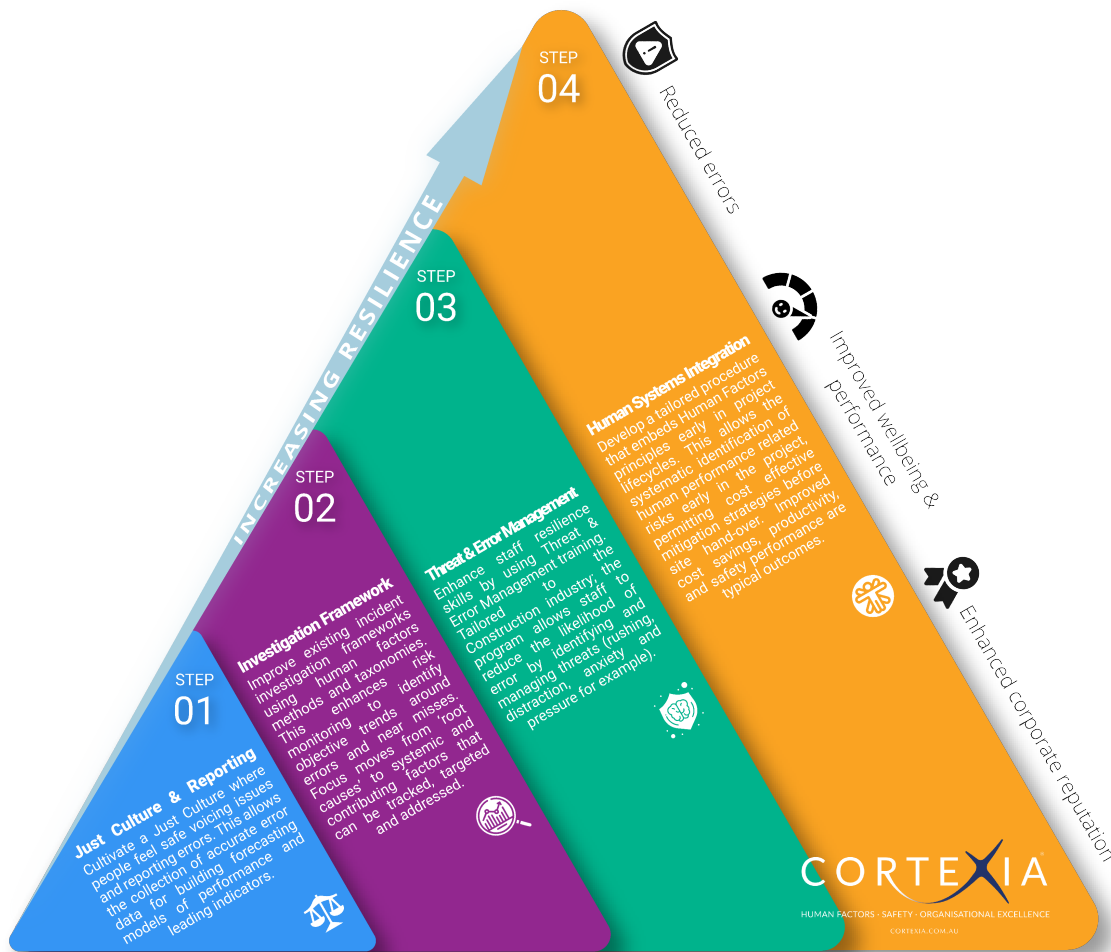 STEP
04
Human Systems Integration
Develop a tailored procedure
that embeds Human Factors
principles early in project
lifecycles. This allows the
systematic identification of
human performance related
risks early in the project,
permitting cost effective
mitigation strategies before
site hand-over. Improved
cost savings, productivity,
and safety performance are
typical outcomes.
INCREASING RESILIENCE
STEP
03
Threat & Error Management
Enhance staff resilience
skills by using Threat &
Error Management training.
Tailored to the
Construction industry; the
program allows staff to
reduce the likelihood of
error by identifying and
managing threats (rushing,
distraction, anxiety and
pressure for example).
STEP
02
Investigation Framework
Improve existing incident
investigation frameworks
using human factors
methods and taxonomies.
This enhances risk
monitoring to identify
objective trends around
errors and near misses.
Focus moves from 'root
causes' to systemic and
contributing factors that
can be tracked, targeted
and addressed.
STEP
01
Just Culture & Reporting
Cultivate a Just Culture where
people feel safe voicing issues
and reporting errors. This allows
the collection of accurate error
data for building forecasting
models of performance and
leading indicators.
Reduced errors
Improved wellbeing &
performance
Enhanced corporate reputation
CORTEXIA
HUMAN FACTORS · SAFETY · ORGANISATIONAL EXCELLENCE
CORTEXIA.COM.AU